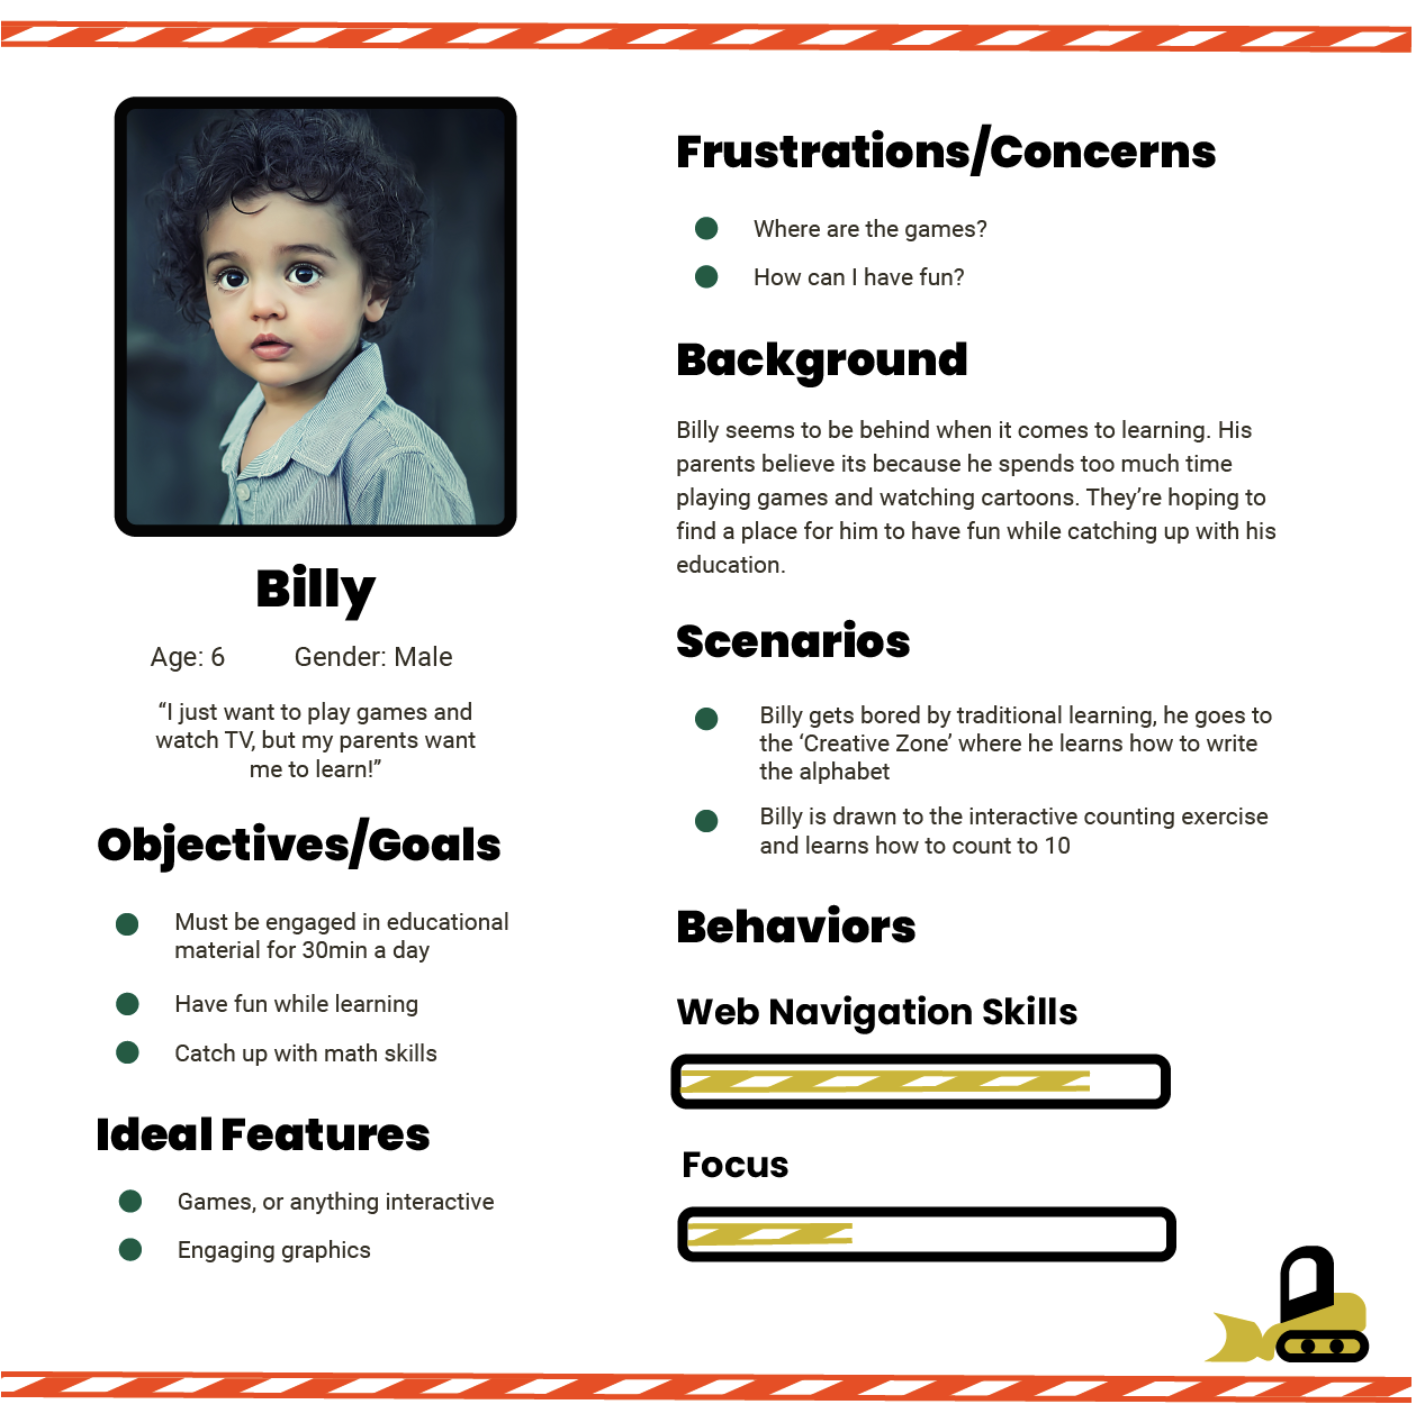 Billy
Age: 6 Gender: Male
“I just want to play games and
watch TV, but my parents want
me to learn!”
Objectives/Goals
Must be engaged in educational
material for 30min a day
Have fun while learning
Catch up with math skills
Ideal Features
Games, or anything interactive
Engaging graphics
Frustrations/Concerns
Where are the games?
How can I have fun?
Background
Billy seems to be behind when it comes to learning. His
parents believe its because he spends too much time
playing games and watching cartoons. They’re hoping to
find a place for him to have fun while catching up with his
education.
Scenarios
Billy gets bored by traditional learning, he goes to
the ‘Creative Zone’ where he learns how to write
the alphabet
Billy is drawn to the interactive counting exercise
and learns how to count to 10
Behaviors
Web Navigation Skills
Focus